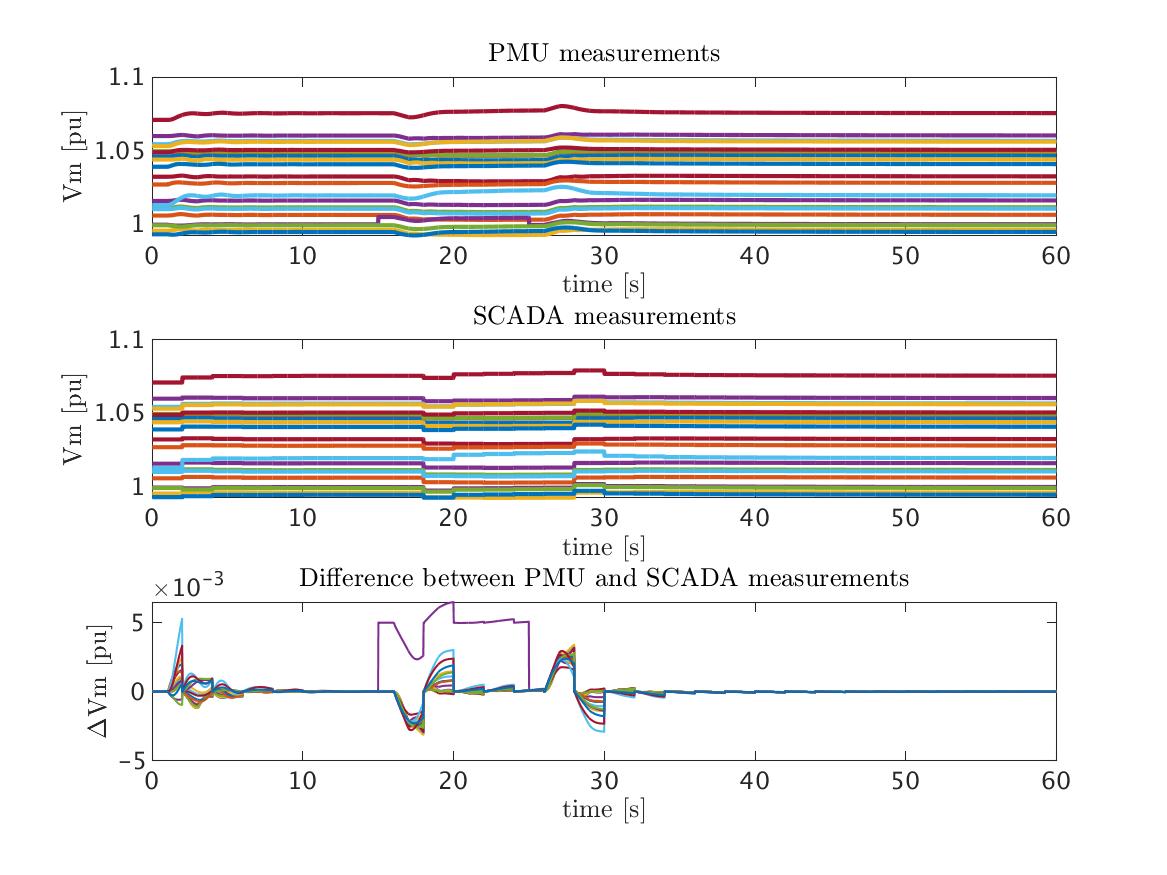 PMU measurements
1.1
1.05
1
Vm [pu]
0 10 20 30 40 50 60
time [s]
SCADA measurements
1.1
1.05
1
Vm [pu]
0 10 20 30 40 50 60
time [s]
Difference between PMU and SCADA measurements
×10⁻³
5
0
-5
ΔVm [pu]
0 10 20 30 40 50 60
time [s]